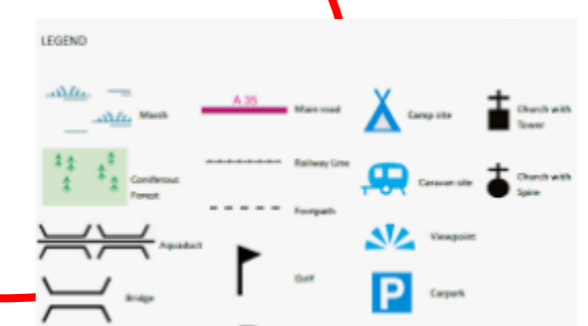 LEGEND
Marsh
A 35
Main road
Camp site
Church with
Tower
Coniferous
Forest
Railway Line
Caravan site
Church with
Spire
Footpath
Aquaduct
Viewpoint
Golf
Bridge
P
Carpark